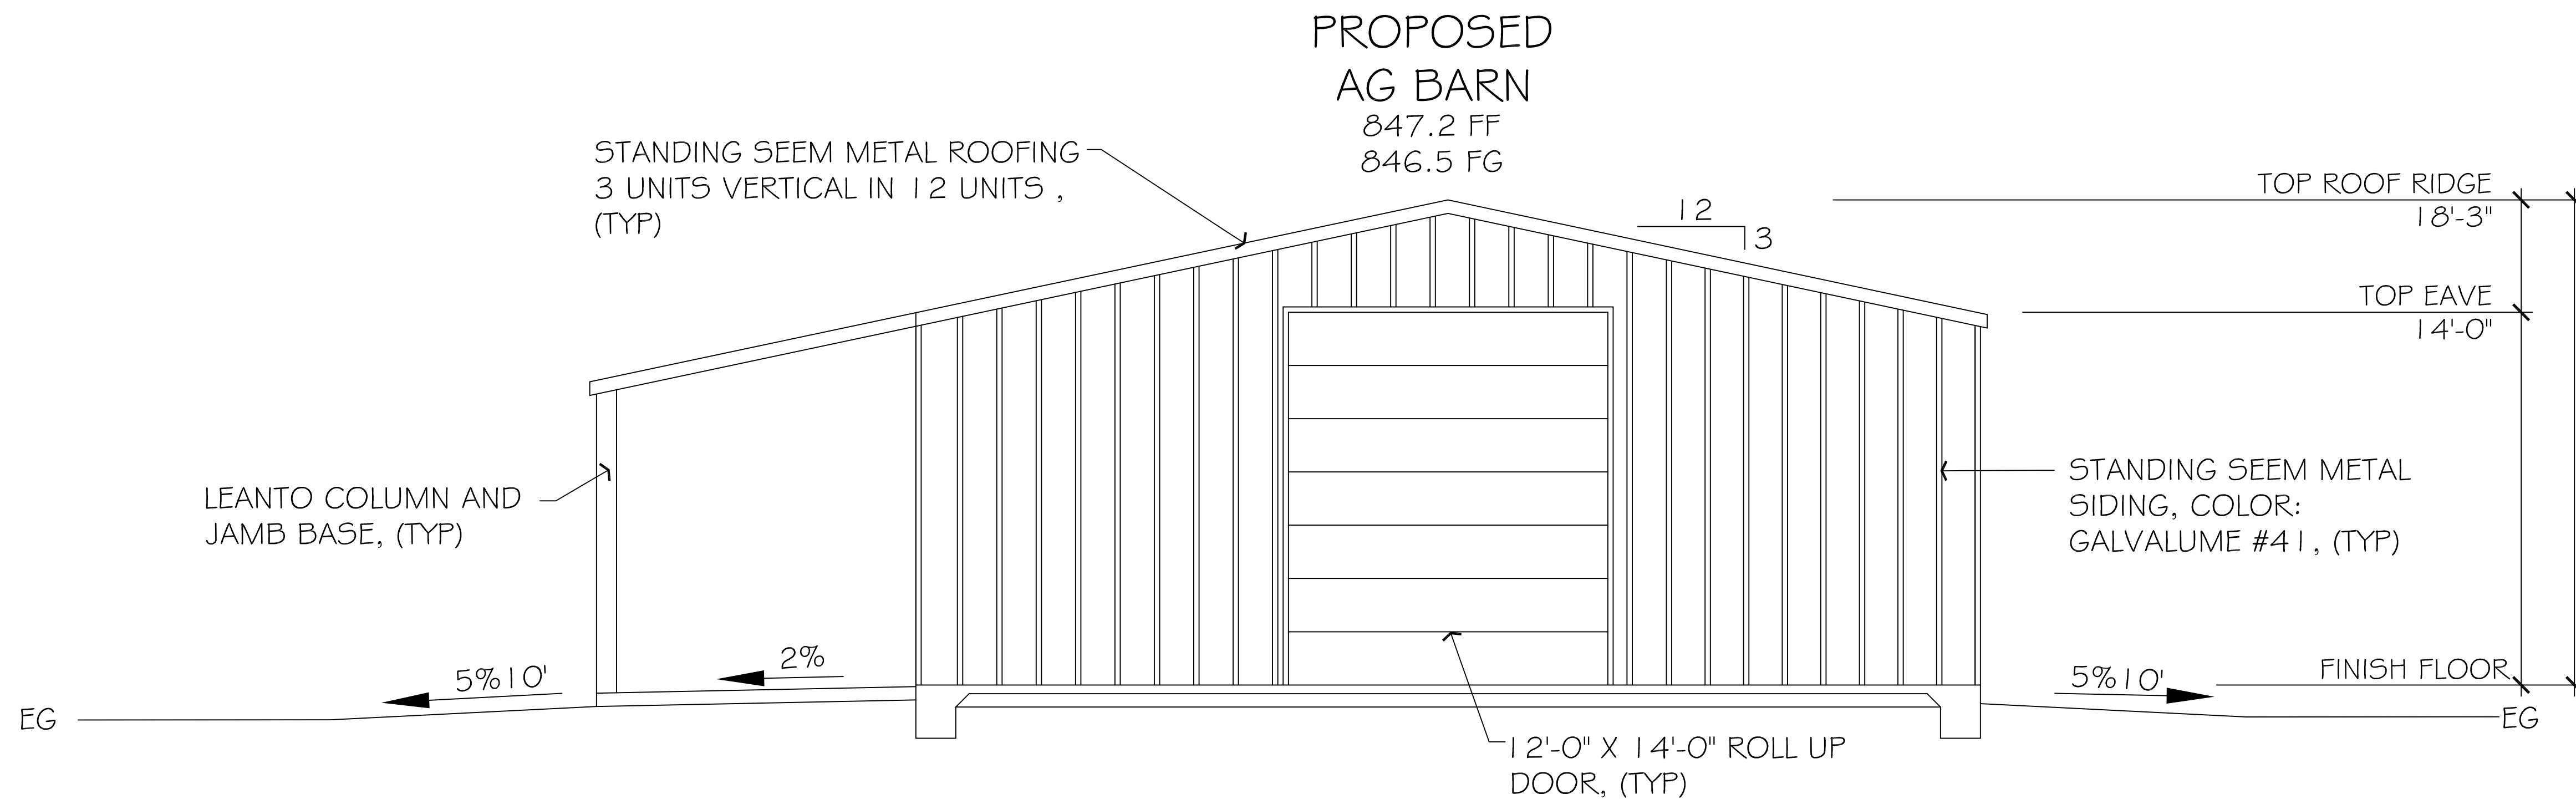 PROPOSED
AG BARN
847.2 FF
846.5 FG
STANDING SEEM METAL ROOFING
3 UNITS VERTICAL IN 12 UNITS ,
(TYP)
12
3
TOP ROOF RIDGE
18'-3"
TOP EAVE
14'-0"
LEANTO COLUMN AND
JAMB BASE, (TYP)
STANDING SEEM METAL
SIDING, COLOR:
GALVALUME #41, (TYP)
5%10'
2%
5%10'
FINISH FLOOR
EG
EG
12'-0" X 14'-0" ROLL UP
DOOR, (TYP)